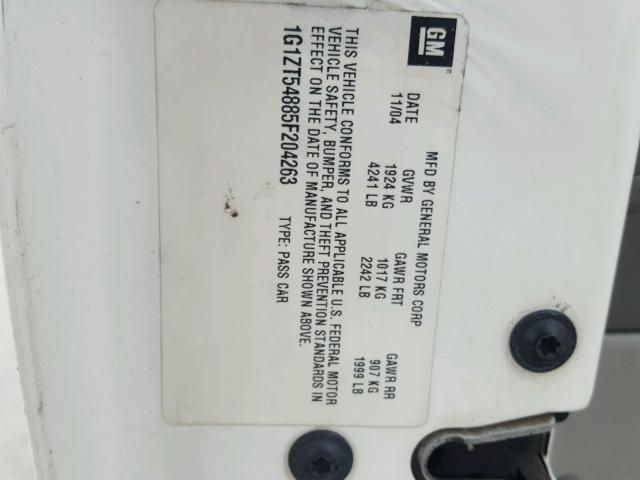 GM
©
MFD BY GENERAL MOTORS CORP
DATE GVWR GAWR FRT GAWR RR
11/04 1924 KG 1017 KG 907 KG
4241 LB 2242 LB 1999 LB
THIS VEHICLE CONFORMS TO ALL APPLICABLE U.S. FEDERAL MOTOR
VEHICLE SAFETY, BUMPER, AND THEFT PREVENTION STANDARDS IN
EFFECT ON THE DATE OF MANUFACTURE SHOWN ABOVE.
1G1ZT54885F204263 TYPE: PASS CAR